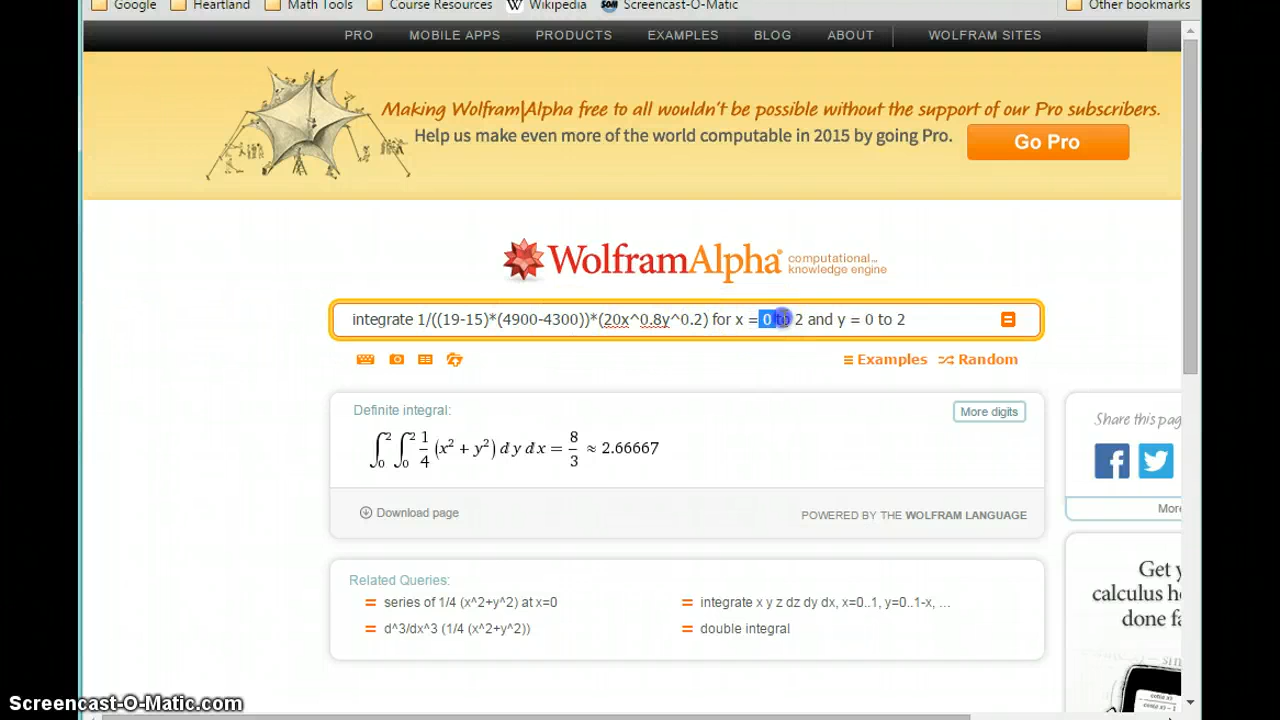 Google Heartland Math Tools Course Resources W Wikipedia Screencast-O-Matic Other bookmarks
PRO MOBILE APPS PRODUCTS EXAMPLES BLOG ABOUT WOLFRAM SITES
Making Wolfram|Alpha free to all wouldn't be possible without the support of our Pro subscribers.
Help us make even more of the world computable in 2015 by going Pro.
Go Pro
WolframAlpha computational...
knowledge engine
integrate 1/((19-15)*(4900-4300))*(20x^0.8y^0.2) for x = 0 to 2 and y = 0 to 2
Examples Random
Definite integral:
More digits
∫₀² ∫₀² 1/4 (x² + y²) d y d x = 8/3 ≈ 2.66667
Download page
POWERED BY THE WOLFRAM LANGUAGE
Related Queries:
= series of 1/4 (x^2+y^2) at x=0
= integrate x y z dz dy dx, x=0..1, y=0..1-x, ...
= d^3/dx^3 (1/4 (x^2+y^2))
= double integral
Share this pag
More
Get y
calculus h
done fa
Screencast-O-Matic.com